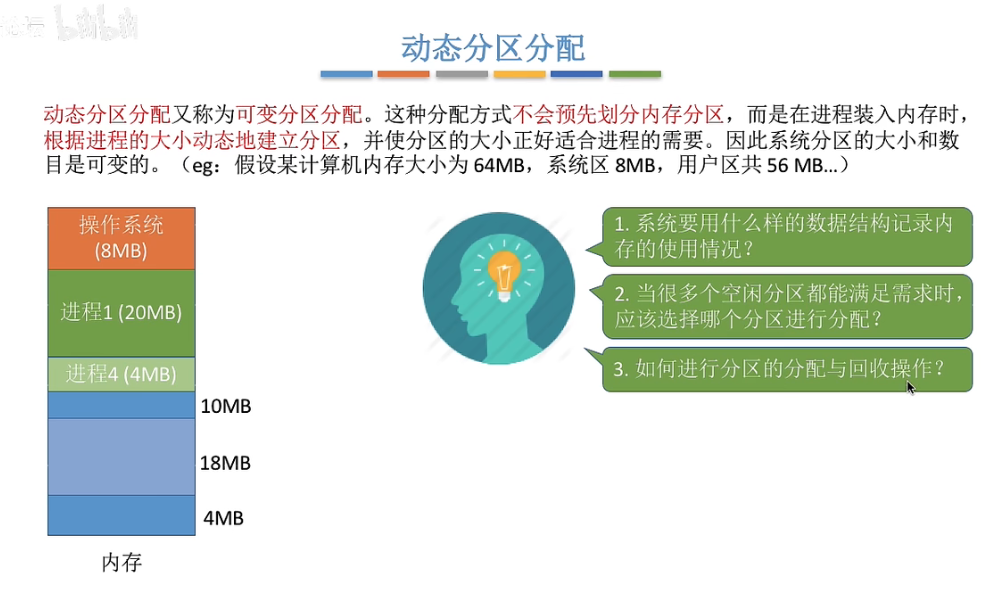 bilibili
动态分区分配
动态分区分配又称为可变分区分配。这种分配方式不会预先划分内存分区，而是在进程装入内存时，
根据进程的大小动态地建立分区，并使分区的大小正好适合进程的需要。因此系统分区的大小和数
目是可变的。（eg：假设某计算机内存大小为 64MB，系统区 8MB，用户区共 56 MB...）
操作系统
(8MB)
进程1 (20MB)
进程4 (4MB)
10MB
18MB
4MB
内存
1. 系统要用什么样的数据结构记录内
存的使用情况？
2. 当很多个空闲分区都能满足需求时，
应该选择哪个分区进行分配？
3. 如何进行分区的分配与回收操作？